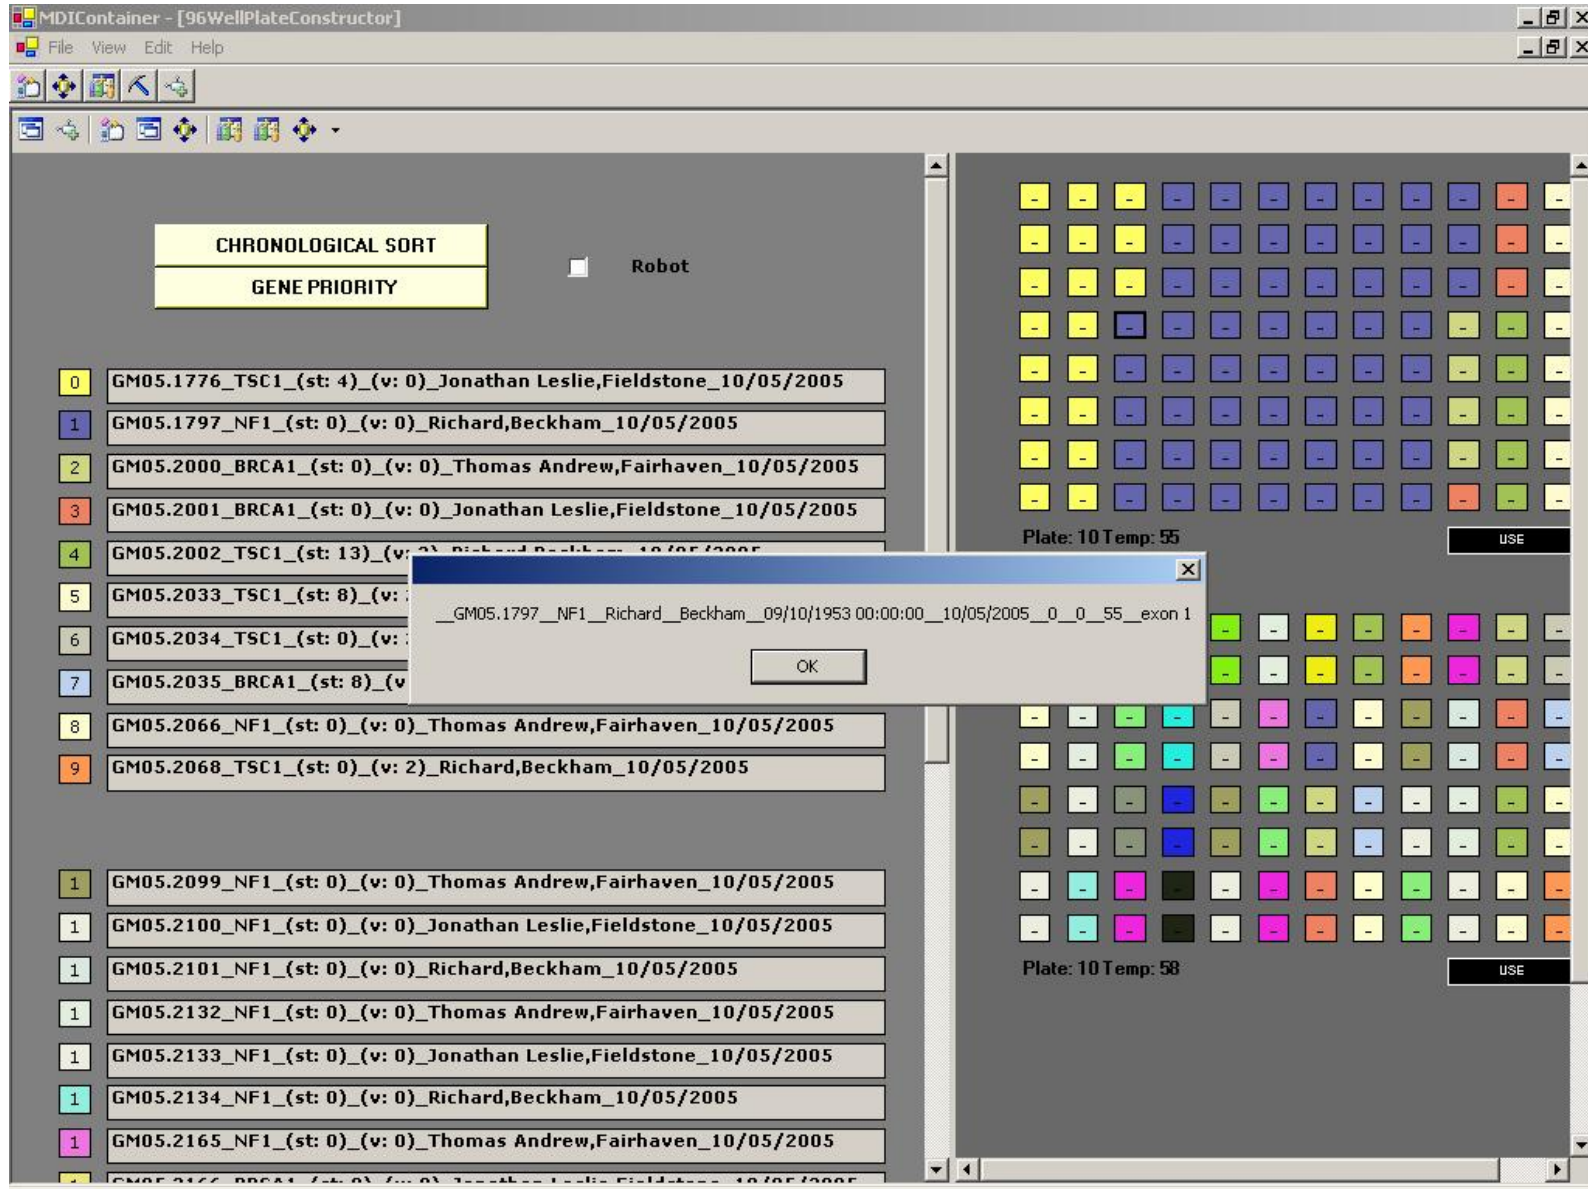 MDIContainer - [96WellPlateConstructor]
File View Edit Help
CHRONOLOGICAL SORT
GENE PRIORITY
Robot
0 GM05.1776_TSC1_(st: 4)_(v: 0)_Jonathan Leslie,Fieldstone_10/05/2005
1 GM05.1797_NF1_(st: 0)_(v: 0)_Richard,Beckham_10/05/2005
2 GM05.2000_BRCA1_(st: 0)_(v: 0)_Thomas Andrew,Fairhaven_10/05/2005
3 GM05.2001_BRCA1_(st: 0)_(v: 0)_Jonathan Leslie,Fieldstone_10/05/2005
4 GM05.2002_TSC1_(st: 13)_(v:
5 GM05.2033_TSC1_(st: 8)_(v:
6 GM05.2034_TSC1_(st: 0)_(v:
7 GM05.2035_BRCA1_(st: 8)_(v
8 GM05.2066_NF1_(st: 0)_(v: 0)_Thomas Andrew,Fairhaven_10/05/2005
9 GM05.2068_TSC1_(st: 0)_(v: 2)_Richard,Beckham_10/05/2005
1 GM05.2099_NF1_(st: 0)_(v: 0)_Thomas Andrew,Fairhaven_10/05/2005
1 GM05.2100_NF1_(st: 0)_(v: 0)_Jonathan Leslie,Fieldstone_10/05/2005
1 GM05.2101_NF1_(st: 0)_(v: 0)_Richard,Beckham_10/05/2005
1 GM05.2132_NF1_(st: 0)_(v: 0)_Thomas Andrew,Fairhaven_10/05/2005
1 GM05.2133_NF1_(st: 0)_(v: 0)_Jonathan Leslie,Fieldstone_10/05/2005
1 GM05.2134_NF1_(st: 0)_(v: 0)_Richard,Beckham_10/05/2005
1 GM05.2165_NF1_(st: 0)_(v: 0)_Thomas Andrew,Fairhaven_10/05/2005
__GM05.1797__NF1__Richard__Beckham__09/10/1953 00:00:00__10/05/2005__0__0__55__exon 1
OK
Plate: 10 Temp: 55
USE
Plate: 10 Temp: 58
USE